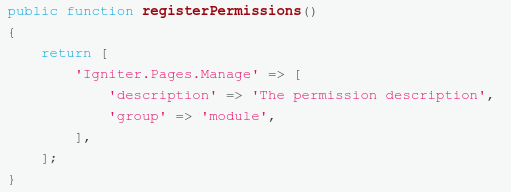 public function registerPermissions()
{
    return [
        'Igniter.Pages.Manage' => [
            'description' => 'The permission description',
            'group' => 'module',
        ],
    ];
}